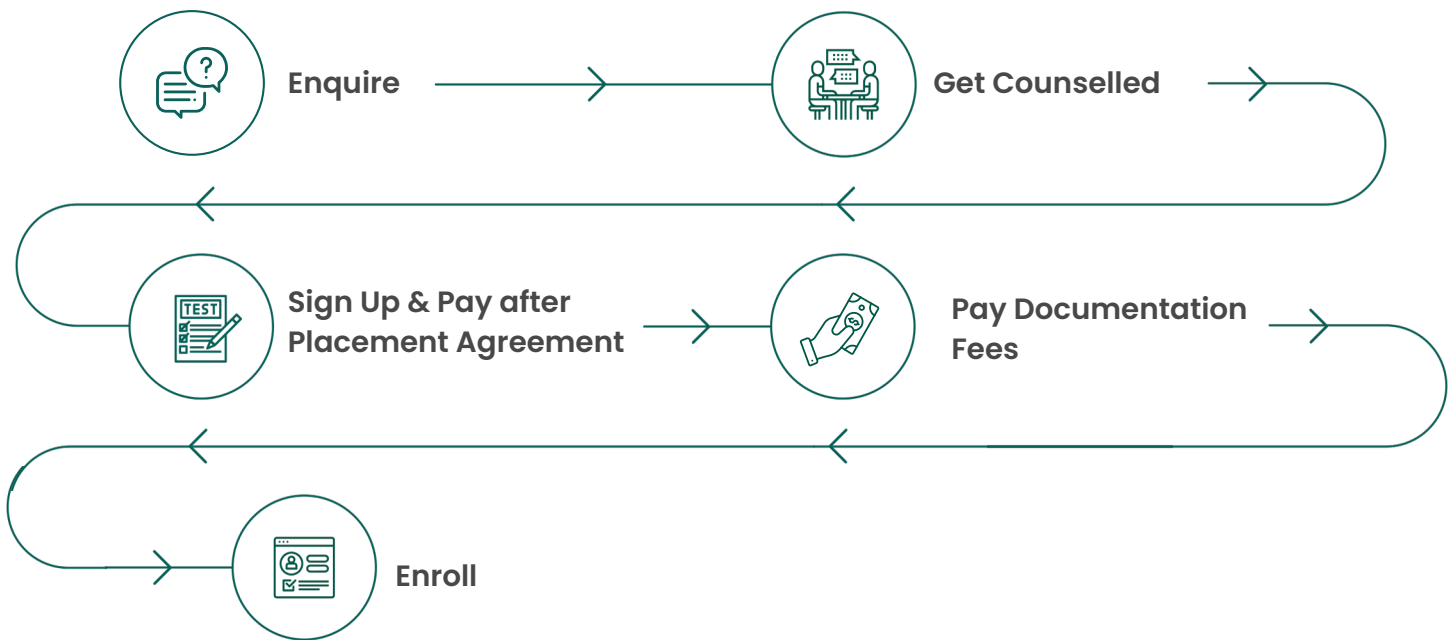 Enquire
Get Counselled
TEST
Sign Up & Pay after
Placement Agreement
Pay Documentation
Fees
Enroll